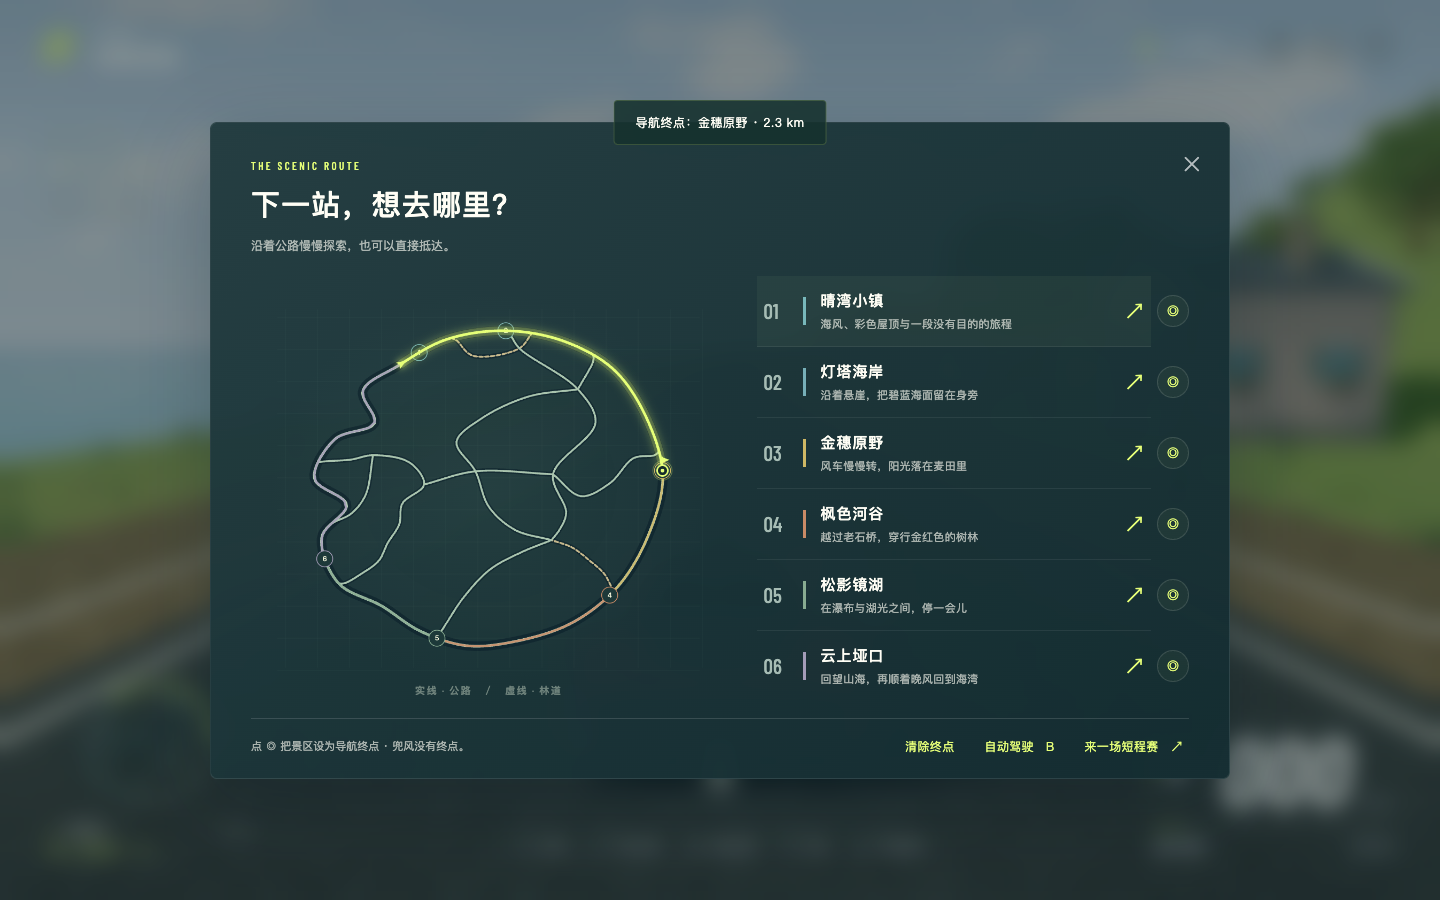 导航终点：金穗原野 · 2.3 km
THE SCENIC ROUTE
下一站，想去哪里？
沿着公路慢慢探索，也可以直接抵达。
6
5
4
实线 · 公路 / 虚线 · 林道
01 晴湾小镇
海风、彩色屋顶与一段没有目的的旅程
02 灯塔海岸
沿着悬崖，把碧蓝海面留在身旁
03 金穗原野
风车慢慢转，阳光落在麦田里
04 枫色河谷
越过老石桥，穿行金红色的树林
05 松影镜湖
在瀑布与湖光之间，停一会儿
06 云上垭口
回望山海，再顺着晚风回到海湾
点 ◎ 把景区设为导航终点 · 兜风没有终点。
清除终点 自动驾驶 B 来一场短程赛 ↗